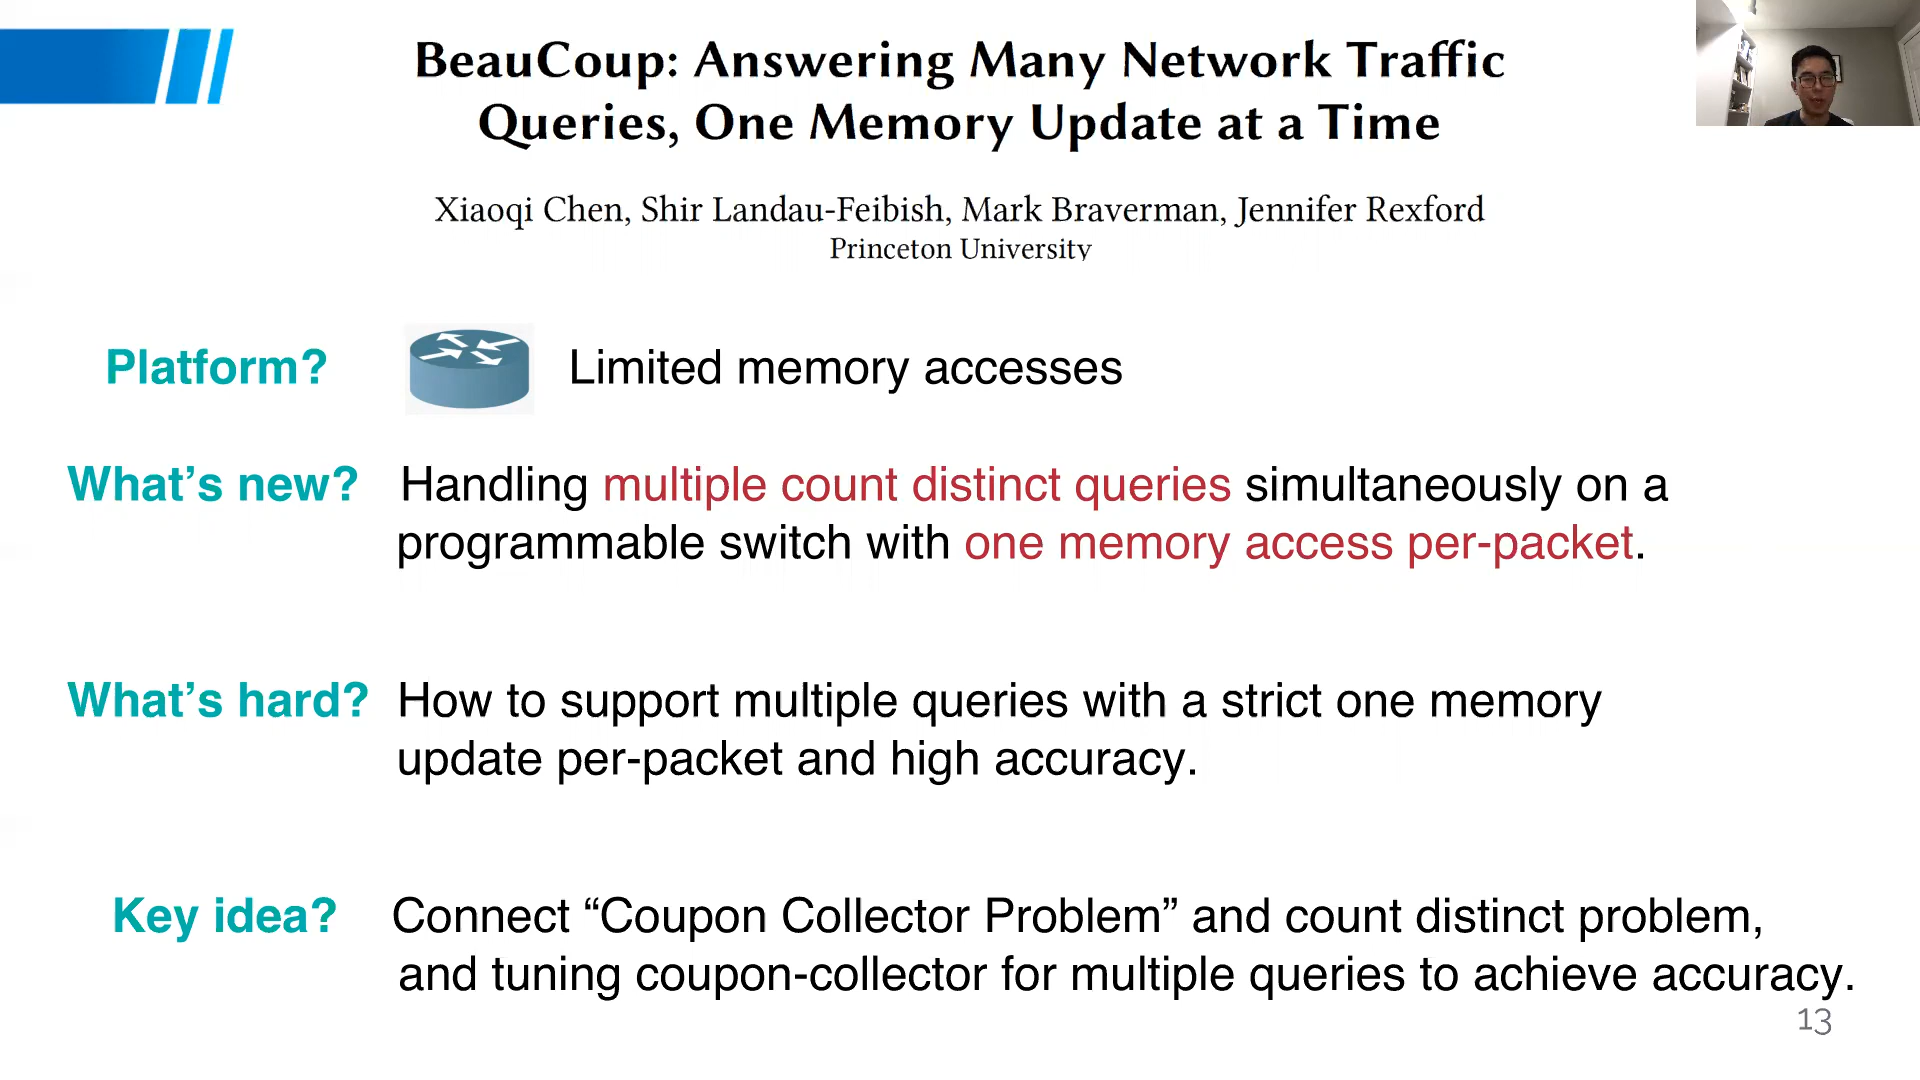 BeauCoup: Answering Many Network Traffic
Queries, One Memory Update at a Time
Xiaoqi Chen, Shir Landau-Feibish, Mark Braverman, Jennifer Rexford
Princeton University
Platform? Limited memory accesses
What’s new? Handling multiple count distinct queries simultaneously on a
programmable switch with one memory access per-packet.
What’s hard? How to support multiple queries with a strict one memory
update per-packet and high accuracy.
Key idea? Connect “Coupon Collector Problem” and count distinct problem,
and tuning coupon-collector for multiple queries to achieve accuracy.
13